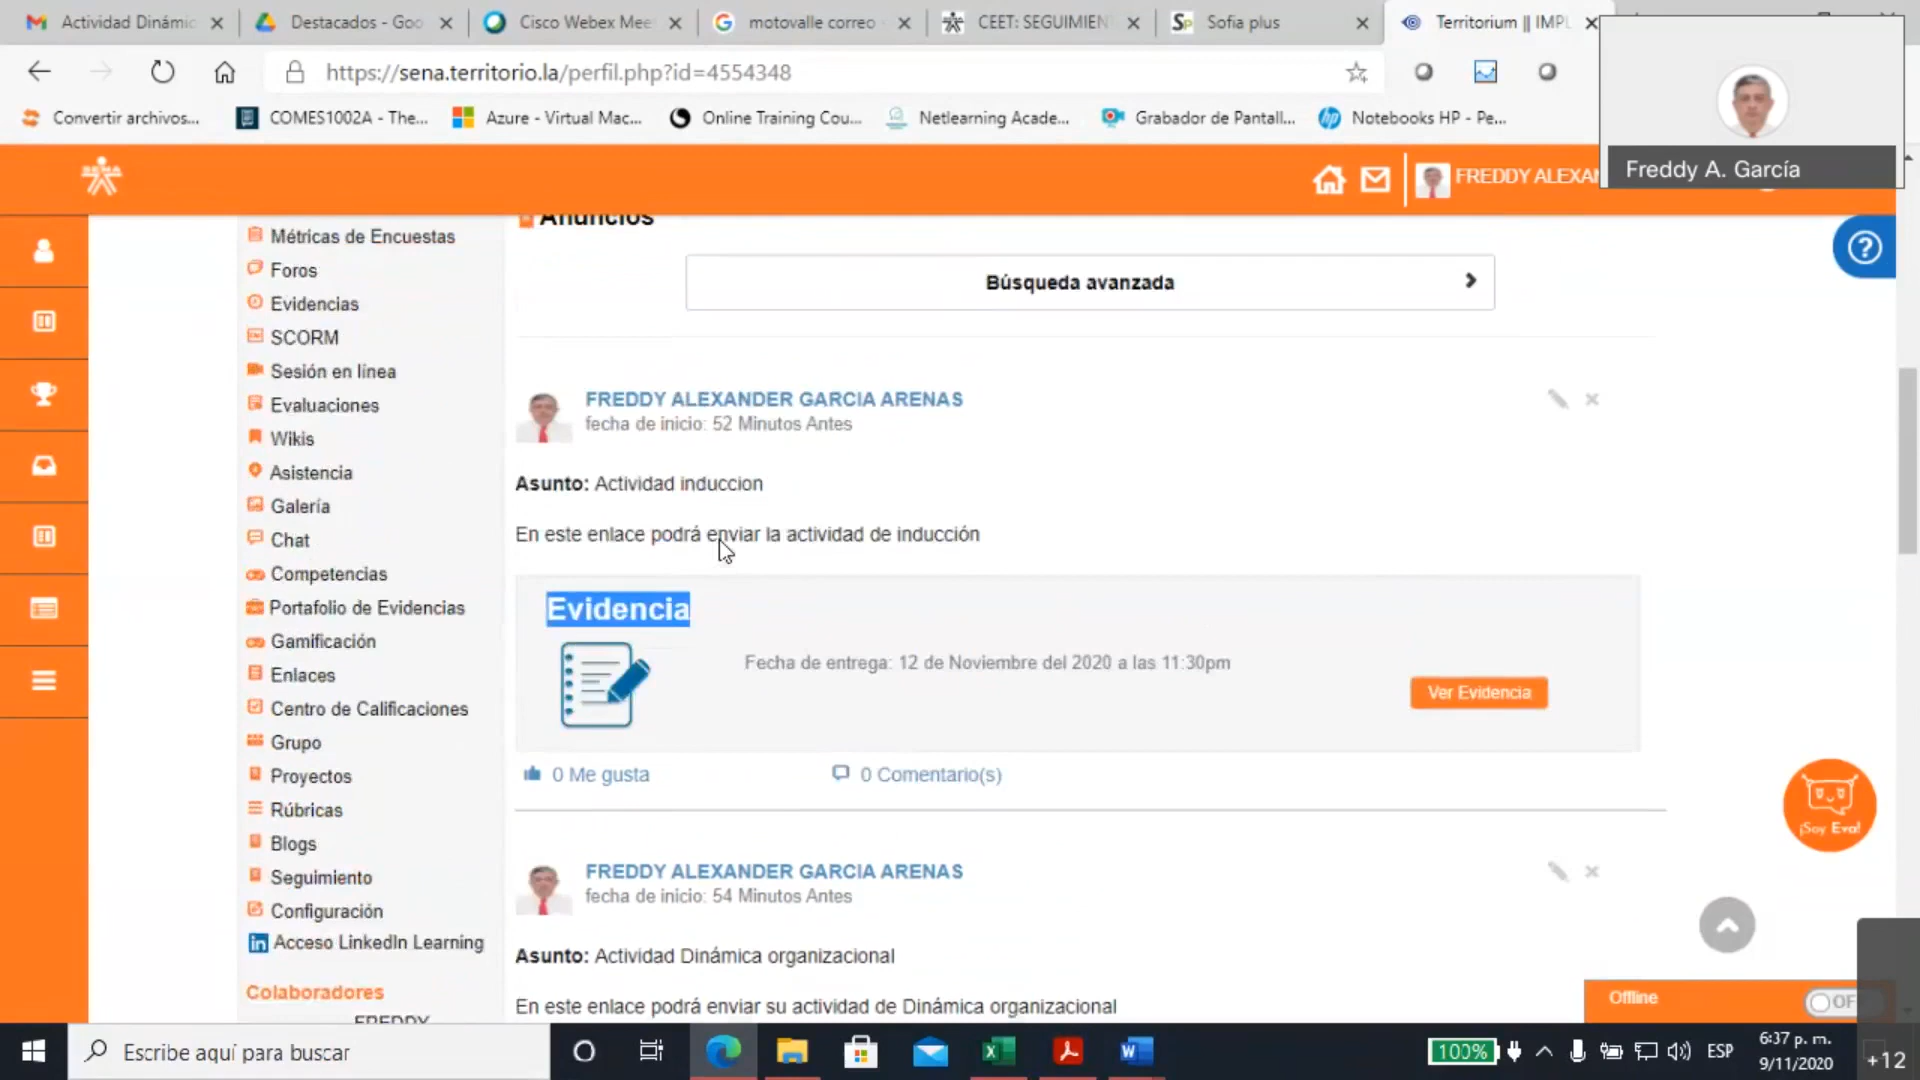 Actividad Dinámic
Destacados - Goo
Cisco Webex Mee
motovalle correo
CEET: SEGUIMIEN
Sofia plus
Territorium || IMPL
https://sena.territorio.la/perfil.php?id=4554348
Convertir archivos...
COMES1002A - The...
Azure - Virtual Mac...
Online Training Cou...
Netlearning Acade...
Grabador de Pantall...
Notebooks HP - Pe...
Freddy A. García
FREDDY ALEXAN
Métricas de Encuestas
Foros
Evidencias
SCORM
Sesión en línea
Evaluaciones
Wikis
Asistencia
Galería
Chat
Competencias
Portafolio de Evidencias
Gamificación
Enlaces
Centro de Calificaciones
Grupo
Proyectos
Rúbricas
Blogs
Seguimiento
Configuración
Acceso LinkedIn Learning
Colaboradores
FREDDY
Anuncios
Búsqueda avanzada
FREDDY ALEXANDER GARCIA ARENAS
fecha de inicio: 52 Minutos Antes
Asunto: Actividad induccion
En este enlace podrá enviar la actividad de inducción
Evidencia
Fecha de entrega: 12 de Noviembre del 2020 a las 11:30pm
Ver Evidencia
0 Me gusta
0 Comentario(s)
FREDDY ALEXANDER GARCIA ARENAS
fecha de inicio: 54 Minutos Antes
Asunto: Actividad Dinámica organizacional
En este enlace podrá enviar su actividad de Dinámica organizacional
¡Soy Eva!
Offline
OF
Escribe aquí para buscar
100%
ESP
6:37 p. m.
9/11/2020
+12